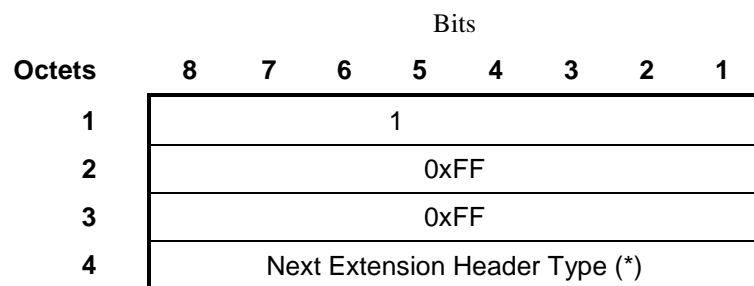 Bits
Octets 8 7 6 5 4 3 2 1
1 1
2 0xFF
3 0xFF
4 Next Extension Header Type (*)